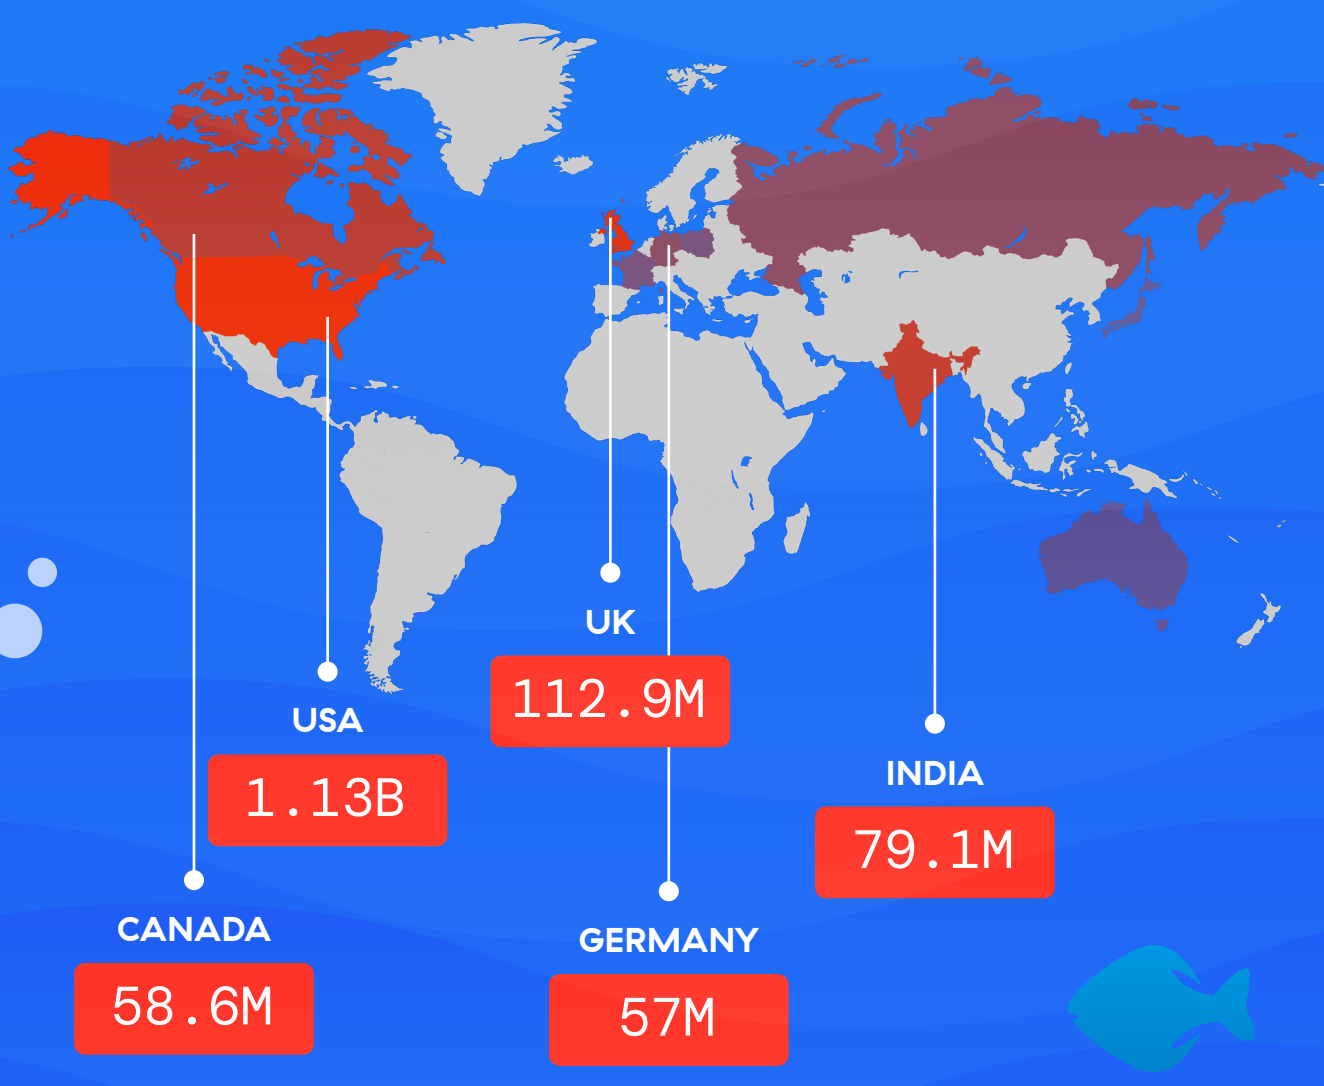 UK
112.9M
USA
1.13B
INDIA
79.1M
CANADA
58.6M
GERMANY
57M